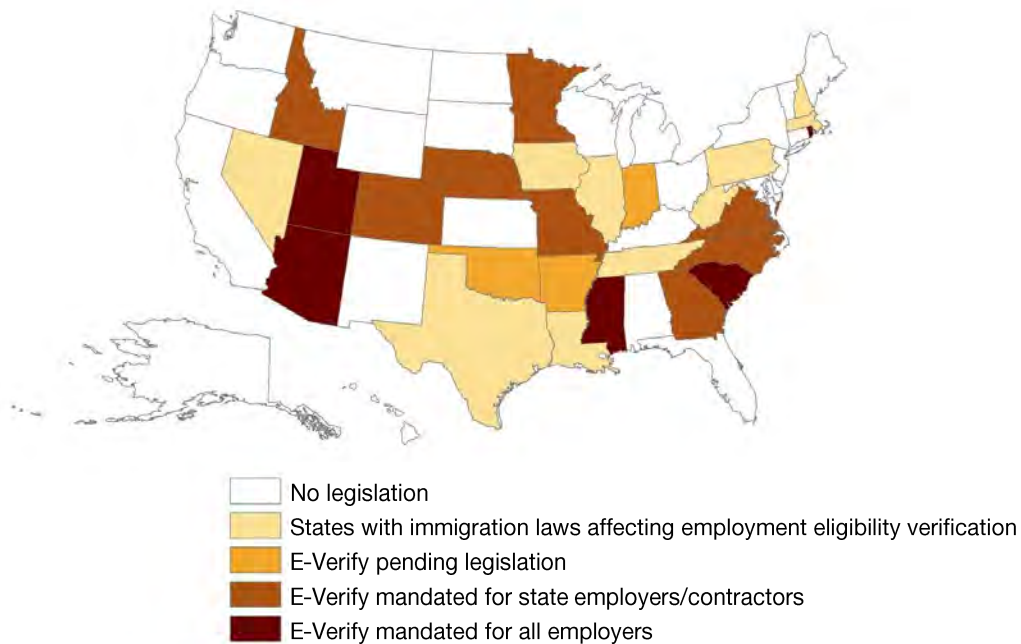 No legislation
States with immigration laws affecting employment eligibility verification
E-Verify pending legislation
E-Verify mandated for state employers/contractors
E-Verify mandated for all employers